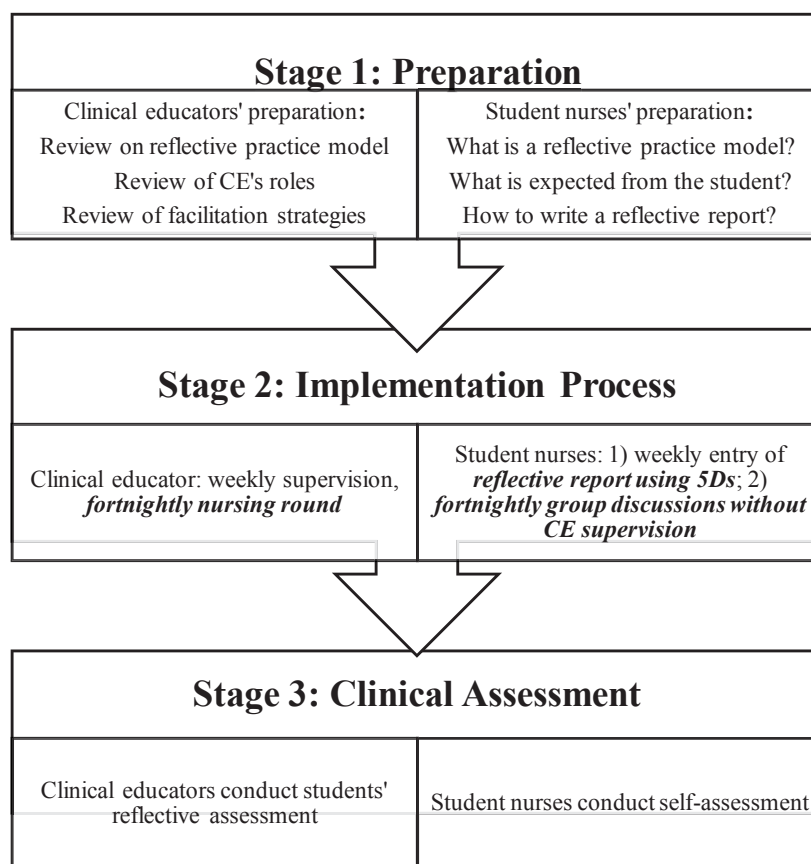 Stage 1: Preparation
Clinical educators' preparation:
Review on reflective practice model
Review of CE's roles
Review of facilitation strategies
Student nurses' preparation:
What is a reflective practice model?
What is expected from the student?
How to write a reflective report?
Stage 2: Implementation Process
Clinical educator: weekly supervision,
fortnightly nursing round
Student nurses: 1) weekly entry of
reflective report using 5Ds; 2)
fortnightly group discussions without
CE supervision
Stage 3: Clinical Assessment
Clinical educators conduct students'
reflective assessment
Student nurses conduct self-assessment